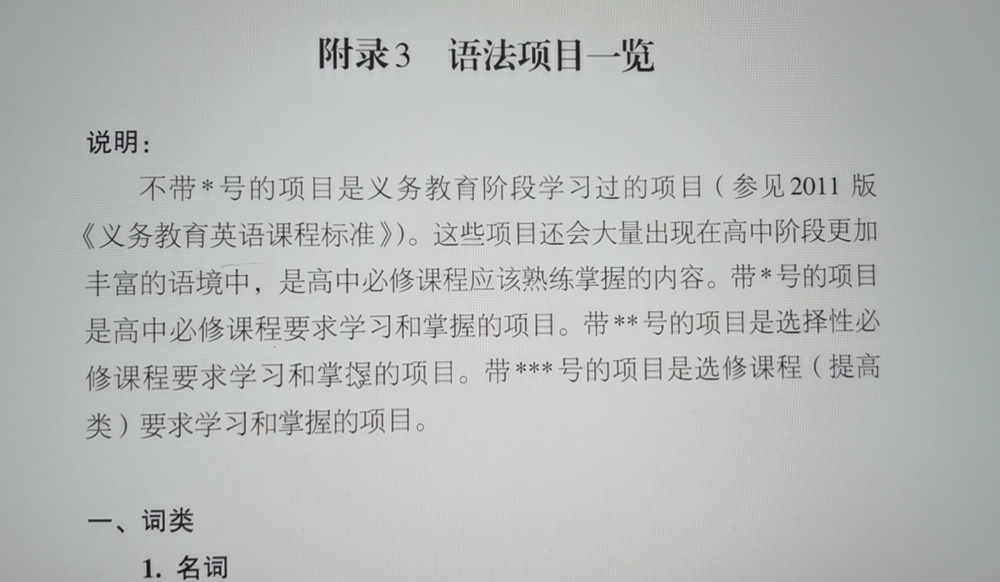 附录3 语法项目一览
说明：
不带*号的项目是义务教育阶段学习过的项目（参见2011 版
《义务教育英语课程标准》）。这些项目还会大量出现在高中阶段更加
丰富的语境中，是高中必修课程应该熟练掌握的内容。带*号的项目
是高中必修课程要求学习和掌握的项目。带**号的项目是选择性必
修课程要求学习和掌握的项目。带***号的项目是选修课程（提高
类）要求学习和掌握的项目。
一、词类
1. 名词